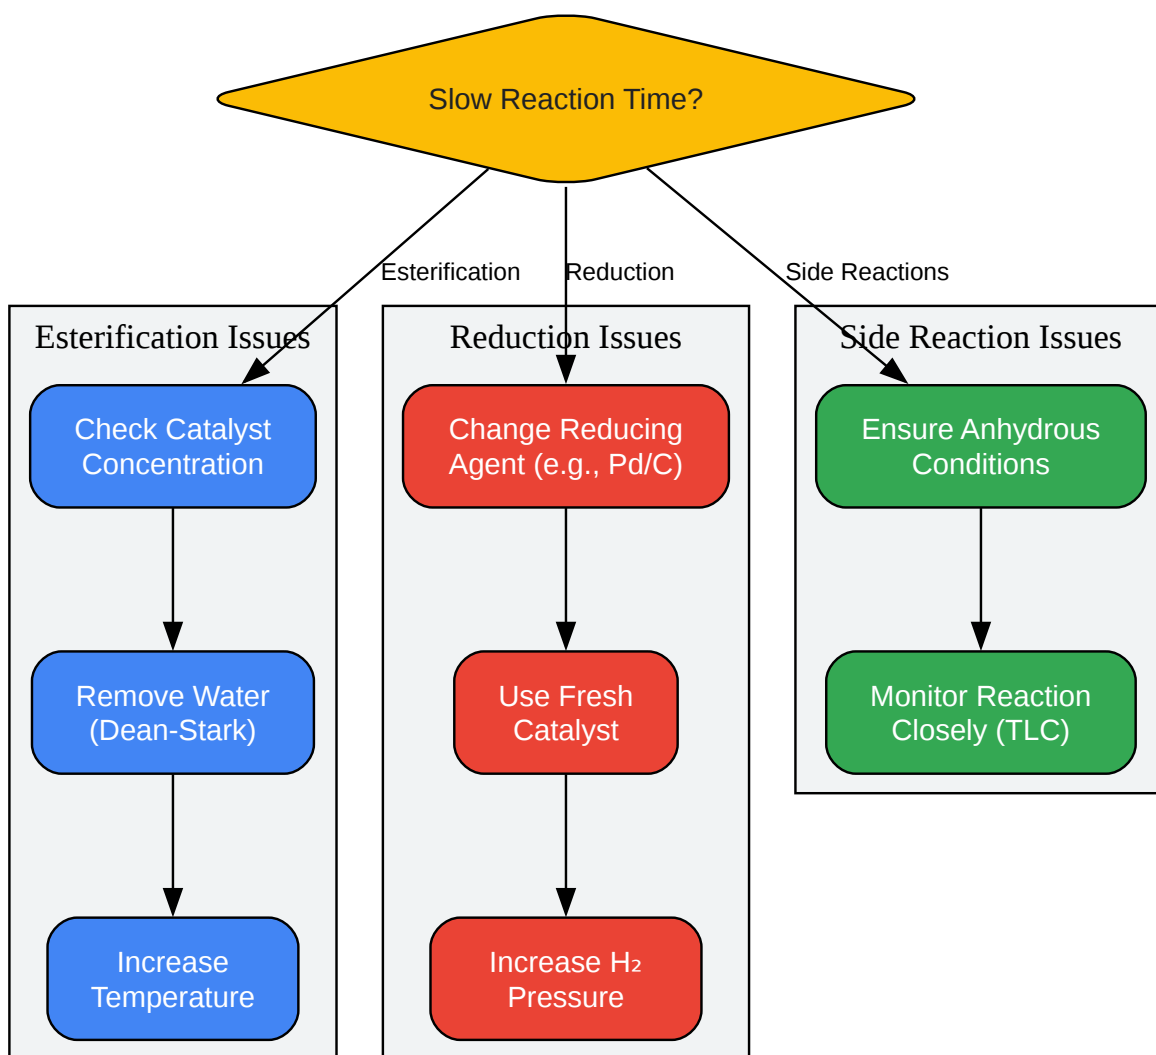 Slow Reaction Time?
Esterification
Reduction
Side Reactions
Esterification Issues
Reduction Issues
Side Reaction Issues
Check Catalyst
Concentration
Change Reducing
Agent (e.g., Pd/C)
Ensure Anhydrous
Conditions
Remove Water
(Dean-Stark)
Use Fresh
Catalyst
Monitor Reaction
Closely (TLC)
Increase
Temperature
Increase H₂
Pressure